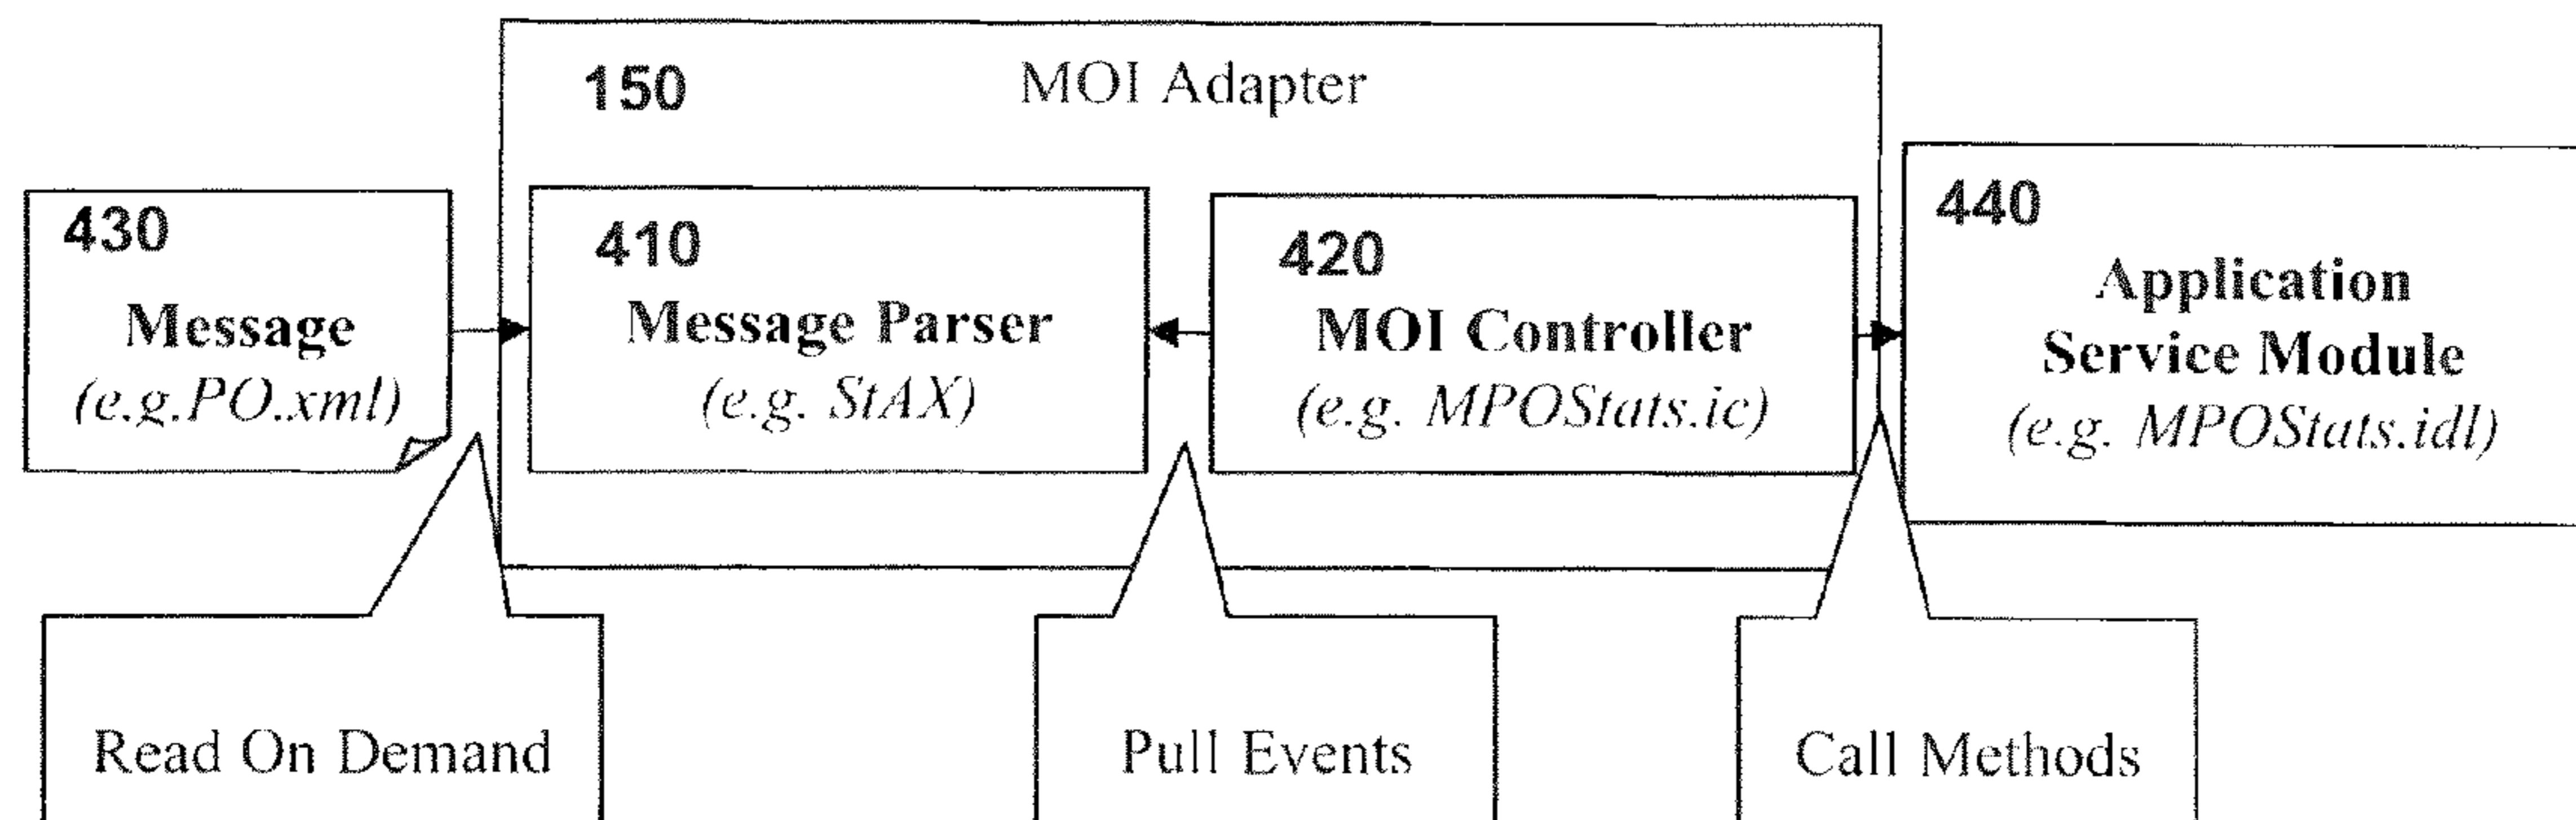 150 MOI Adapter
430
Message
(e.g.PO.xml)
410
Message Parser
(e.g. StAX)
420
MOI Controller
(e.g. MPOStats.ic)
440
Application
Service Module
(e.g. MPOStats.idl)
Read On Demand
Pull Events
Call Methods